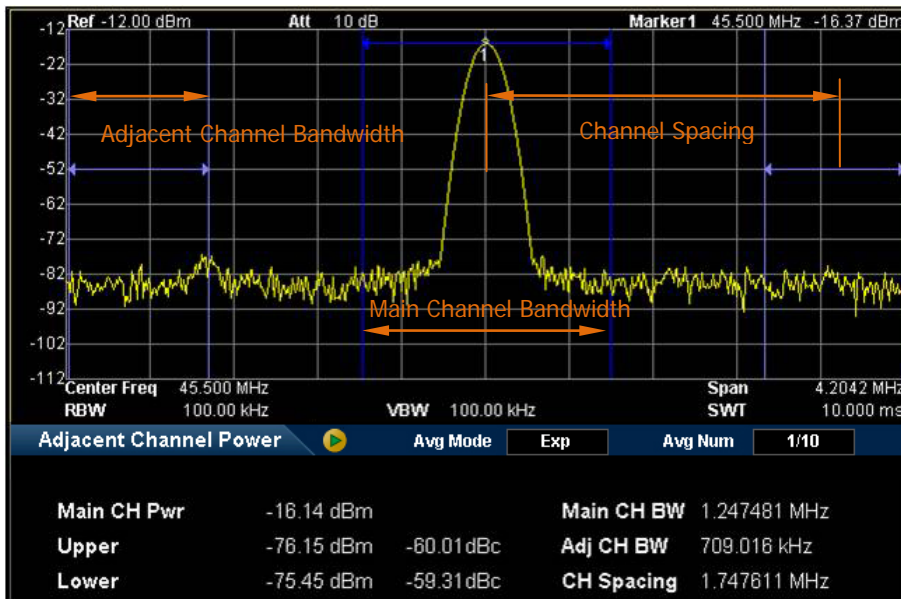 Ref -12.00 dBm Att 10 dB Marker1 45.500 MHz -16.37 dBm
-12
1
-22
-32
Adjacent Channel Bandwidth Channel Spacing
-42
-52
-62
-72
-82
-92
Main Channel Bandwidth
-102
-112
Center Freq 45.500 MHz Span 4.2042 MHz
RBW 100.00 kHz VBW 100.00 kHz SWT 10.000 ms
Adjacent Channel Power Avg Mode Exp Avg Num 1/10
Main CH Pwr -16.14 dBm Main CH BW 1.247481 MHz
Upper -76.15 dBm -60.01dBc Adj CH BW 709.016 kHz
Lower -75.45 dBm -59.31dBc CH Spacing 1.747611 MHz